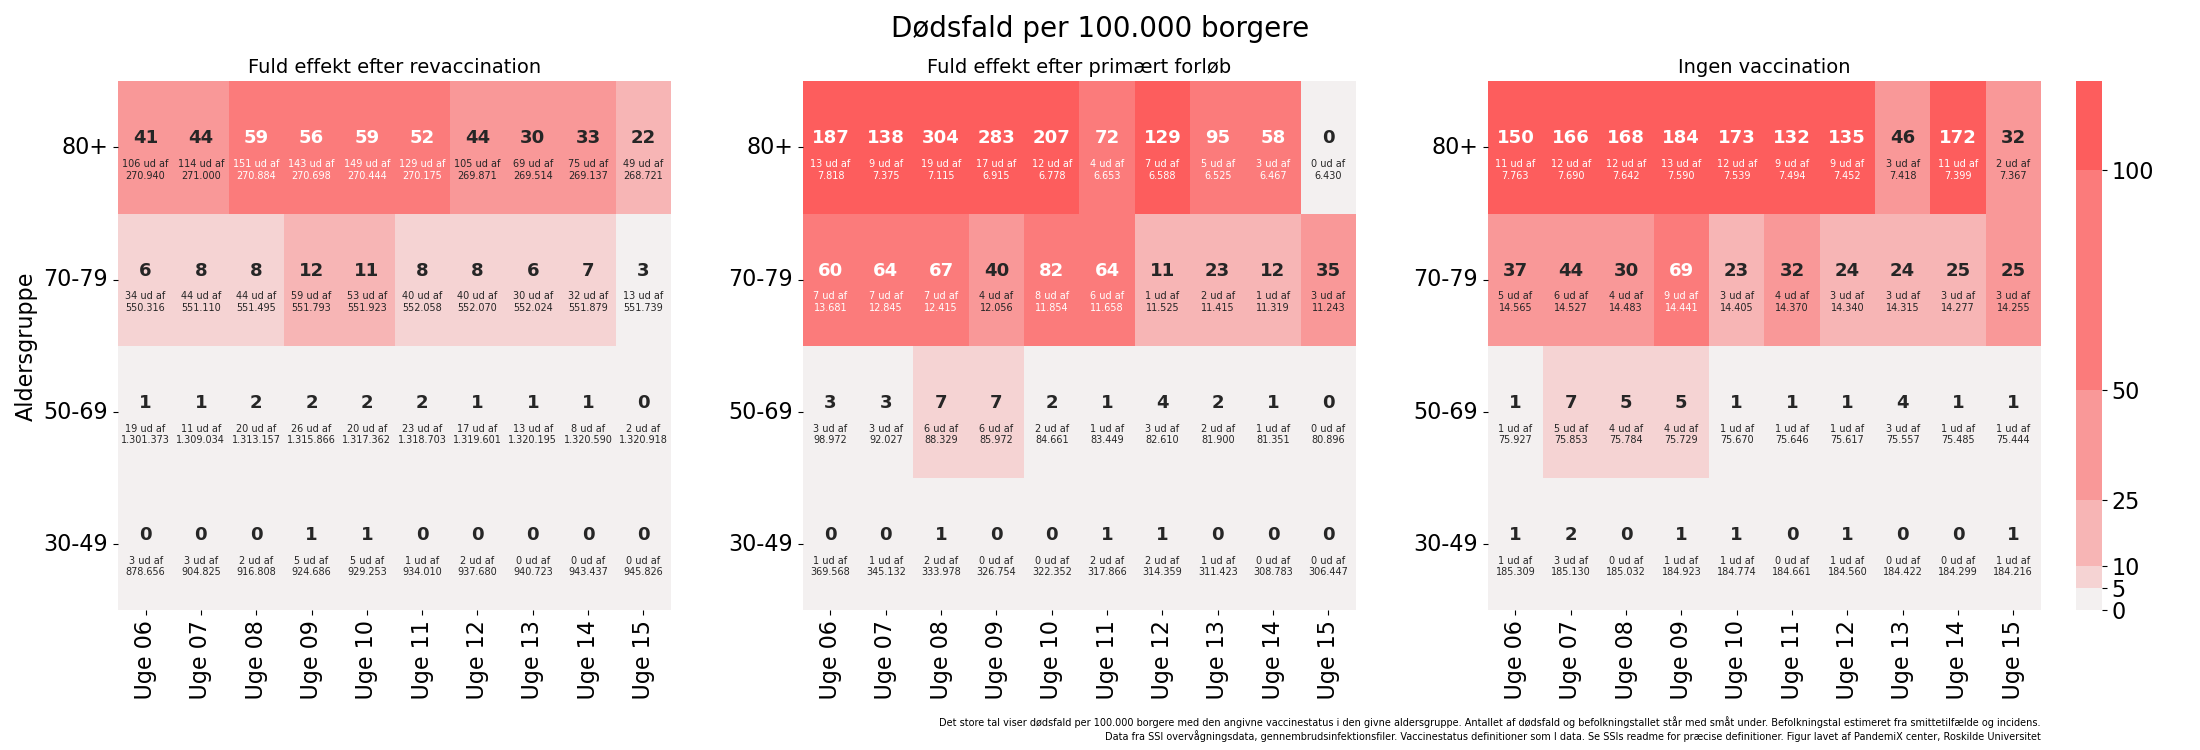 Dødsfald per 100.000 borgere
Fuld effekt efter revaccination
Fuld effekt efter primært forløb
Ingen vaccination
Aldersgruppe
80+
41 44 59 56 59 52 44 30 33 22
106 ud af 114 ud af 151 ud af 143 ud af 149 ud af 129 ud af 105 ud af 69 ud af 75 ud af 49 ud af
270.940 271.000 270.884 270.698 270.444 270.175 269.871 269.514 269.137 268.721
70-79
6 8 8 12 11 8 8 6 7 3
34 ud af 44 ud af 44 ud af 59 ud af 53 ud af 40 ud af 40 ud af 30 ud af 32 ud af 13 ud af
550.316 551.110 551.495 551.793 551.923 552.058 552.070 552.024 551.879 551.739
50-69
1 1 2 2 2 2 1 1 1 0
19 ud af 11 ud af 20 ud af 26 ud af 20 ud af 23 ud af 17 ud af 13 ud af 8 ud af 2 ud af
1.301.373 1.309.034 1.313.157 1.315.866 1.317.362 1.318.703 1.319.601 1.320.195 1.320.590 1.320.918
30-49
0 0 0 1 1 0 0 0 0 0
3 ud af 3 ud af 2 ud af 5 ud af 5 ud af 1 ud af 2 ud af 0 ud af 0 ud af 0 ud af
878.656 904.825 916.808 924.686 929.253 934.010 937.680 940.723 943.437 945.826
Uge 06 Uge 07 Uge 08 Uge 09 Uge 10 Uge 11 Uge 12 Uge 13 Uge 14 Uge 15
80+
187 138 304 283 207 72 129 95 58 0
13 ud af 9 ud af 19 ud af 17 ud af 12 ud af 4 ud af 7 ud af 5 ud af 3 ud af 0 ud af
7.818 7.375 7.115 6.915 6.778 6.653 6.588 6.525 6.467 6.430
70-79
60 64 67 40 82 64 11 23 12 35
7 ud af 7 ud af 7 ud af 4 ud af 8 ud af 6 ud af 1 ud af 2 ud af 1 ud af 3 ud af
13.681 12.845 12.415 12.056 11.854 11.658 11.525 11.415 11.319 11.243
50-69
3 3 7 7 2 1 4 2 1 0
3 ud af 3 ud af 6 ud af 6 ud af 2 ud af 1 ud af 3 ud af 2 ud af 1 ud af 0 ud af
98.972 92.027 88.329 85.972 84.661 83.449 82.610 81.900 81.351 80.896
30-49
0 0 1 0 0 1 1 0 0 0
1 ud af 1 ud af 2 ud af 0 ud af 0 ud af 2 ud af 2 ud af 1 ud af 0 ud af 0 ud af
369.568 345.132 333.978 326.754 322.352 317.866 314.359 311.423 308.783 306.447
Uge 06 Uge 07 Uge 08 Uge 09 Uge 10 Uge 11 Uge 12 Uge 13 Uge 14 Uge 15
80+
150 166 168 184 173 132 135 46 172 32
11 ud af 12 ud af 12 ud af 13 ud af 12 ud af 9 ud af 9 ud af 3 ud af 11 ud af 2 ud af
7.763 7.690 7.642 7.590 7.539 7.494 7.452 7.418 7.399 7.367
70-79
37 44 30 69 23 32 24 24 25 25
5 ud af 6 ud af 4 ud af 9 ud af 3 ud af 4 ud af 3 ud af 3 ud af 3 ud af 3 ud af
14.565 14.527 14.483 14.441 14.405 14.370 14.340 14.315 14.277 14.255
50-69
1 7 5 5 1 1 1 4 1 1
1 ud af 5 ud af 4 ud af 4 ud af 1 ud af 1 ud af 1 ud af 3 ud af 1 ud af 1 ud af
75.927 75.853 75.784 75.729 75.670 75.646 75.617 75.557 75.485 75.444
30-49
1 2 0 1 1 0 1 0 0 1
1 ud af 3 ud af 0 ud af 1 ud af 1 ud af 0 ud af 1 ud af 0 ud af 0 ud af 1 ud af
185.309 185.130 185.032 184.923 184.774 184.661 184.560 184.422 184.299 184.216
Uge 06 Uge 07 Uge 08 Uge 09 Uge 10 Uge 11 Uge 12 Uge 13 Uge 14 Uge 15
100
50
25
10
5
0
Det store tal viser dødsfald per 100.000 borgere med den angivne vaccinestatus i den givne aldersgruppe. Antallet af dødsfald og befolkningstallet står med småt under. Befolkningstal estimeret fra smittetilfælde og incidens.
Data fra SSI overvågningsdata, gennembrudsinfektionsfiler. Vaccinestatus definitioner som I data. Se SSIs readme for præcise definitioner. Figur lavet af PandemiX center, Roskilde Universitet